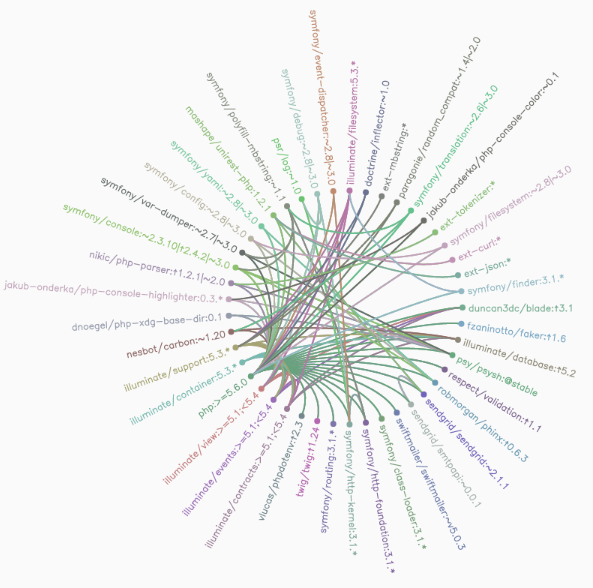 symfony/event-dispatcher:~2.8|~3.0
illuminate/filesystem:5.3.*
doctrine/inflector:~1.0
ext-mbstring:*
paragonie/random_compat:~1.4|~2.0
symfony/translation:~2.8|~3.0
jakub-onderka/php-console-color:~0.1
ext-tokenizer:*
symfony/filesystem:~2.8|~3.0
ext-curl:*
ext-json:*
symfony/finder:3.1.*
duncan3dc/blade:†3.1
fzaninotto/faker:†1.6
illuminate/database:†5.2
psy/psysh:@stable
respect/validation:†1.1
robmorgan/phinx:†0.6.3
sendgrid/sendgrid:~2.1.1
sendgrid/smtpapi:~0.0.1
swiftmailer/swiftmailer:~v5.0.3
symfony/class-loader:3.1.*
symfony/http-foundation:3.1.*
symfony/http-kernel:3.1.*
symfony/routing:3.1.*
twig/twig:†1.24
vlucas/phpdotenv:†2.3
illuminate/contracts:>=5.1;<5.4
illuminate/events:>=5.1;<5.4
illuminate/view:>=5.1;<5.4
php:>=5.6.0
illuminate/container:5.3.*
illuminate/support:5.3.*
nesbot/carbon:~1.20
dnoegel/php-xdg-base-dir:0.1
jakub-onderka/php-console-highlighter:0.3.*
nikic/php-parser:†1.2.1|~2.0
symfony/console:~2.3.10|†2.4.2|~3.0
symfony/var-dumper:~2.7|~3.0
symfony/config:~2.8|~3.0
symfony/yaml:~2.8|~3.0
mashape/unirest-php:†1.2.1
symfony/polyfill-mbstring:~1.1
psr/log:~1.0
symfony/debug:~2.8|~3.0